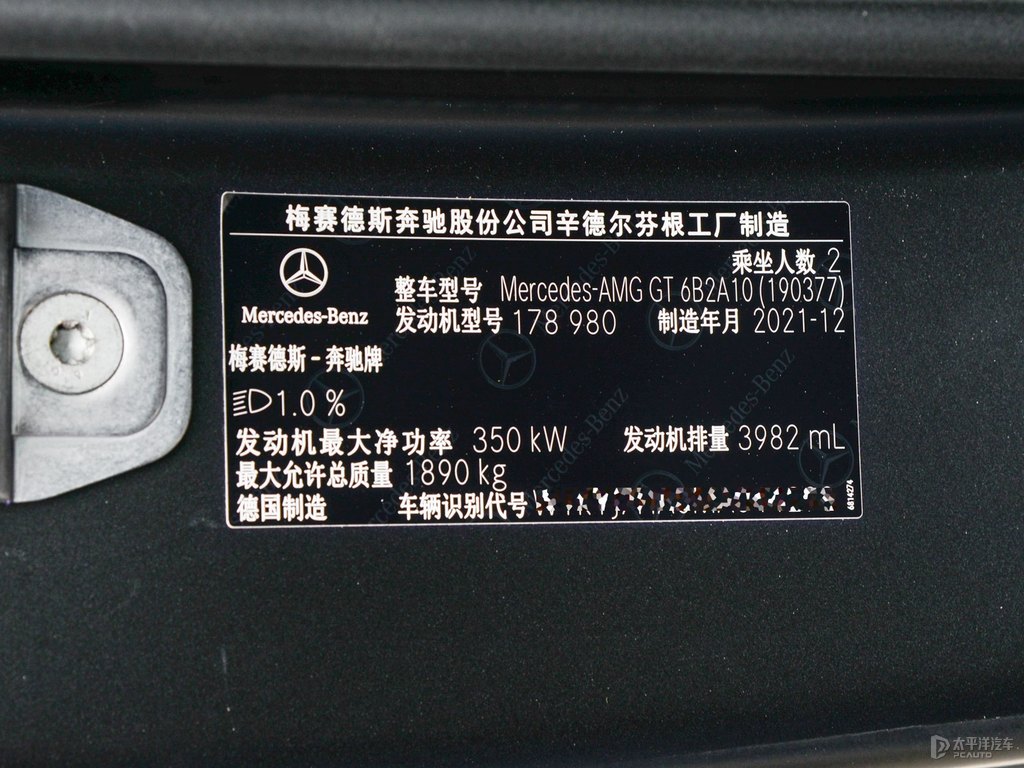 梅赛德斯奔驰股份公司辛德尔芬根工厂制造
乘坐人数 2
Mercedes-Benz
整车型号 Mercedes-AMG GT 6B2A10 (190377)
发动机型号 178 980 制造年月 2021-12
梅赛德斯-奔驰牌
1.0 %
发动机最大净功率 350 kW 发动机排量 3982 mL
最大允许总质量 1890 kg
德国制造 车辆识别代号
6814274
太平洋汽车
PCAUTO